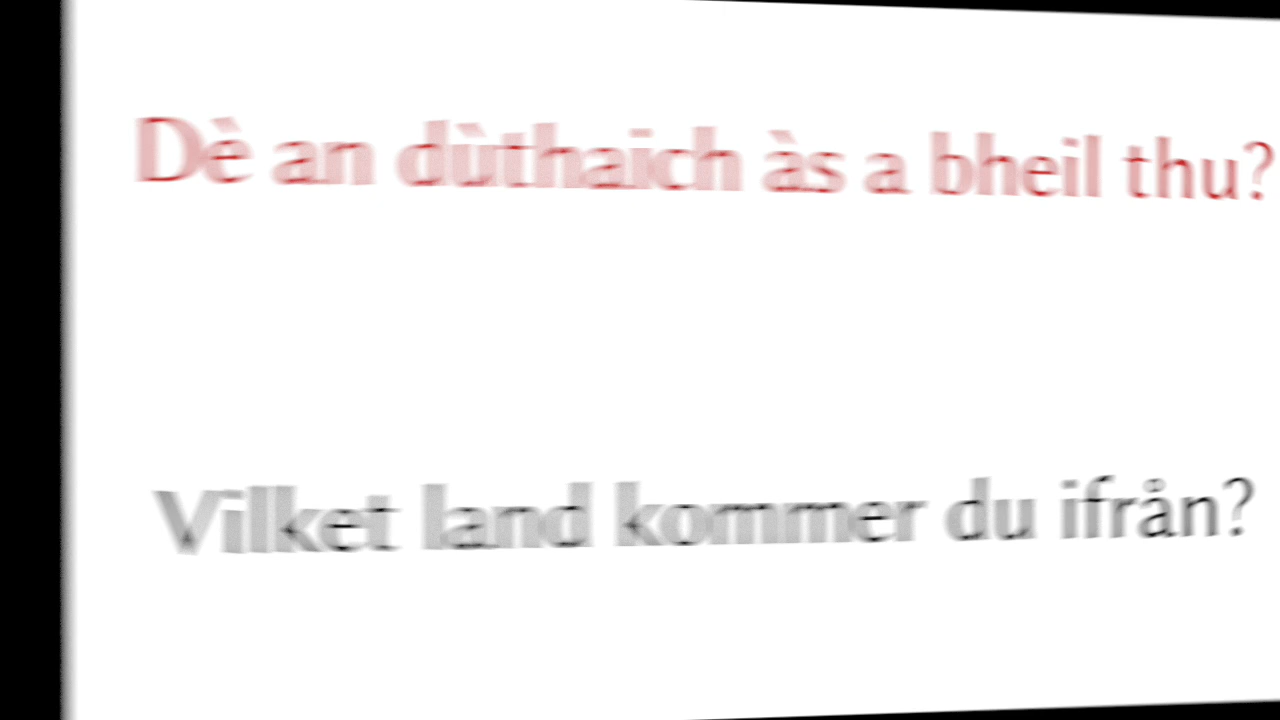 Dè an dùthaich às a bheil thu?
Vilket land kommer du ifrån?